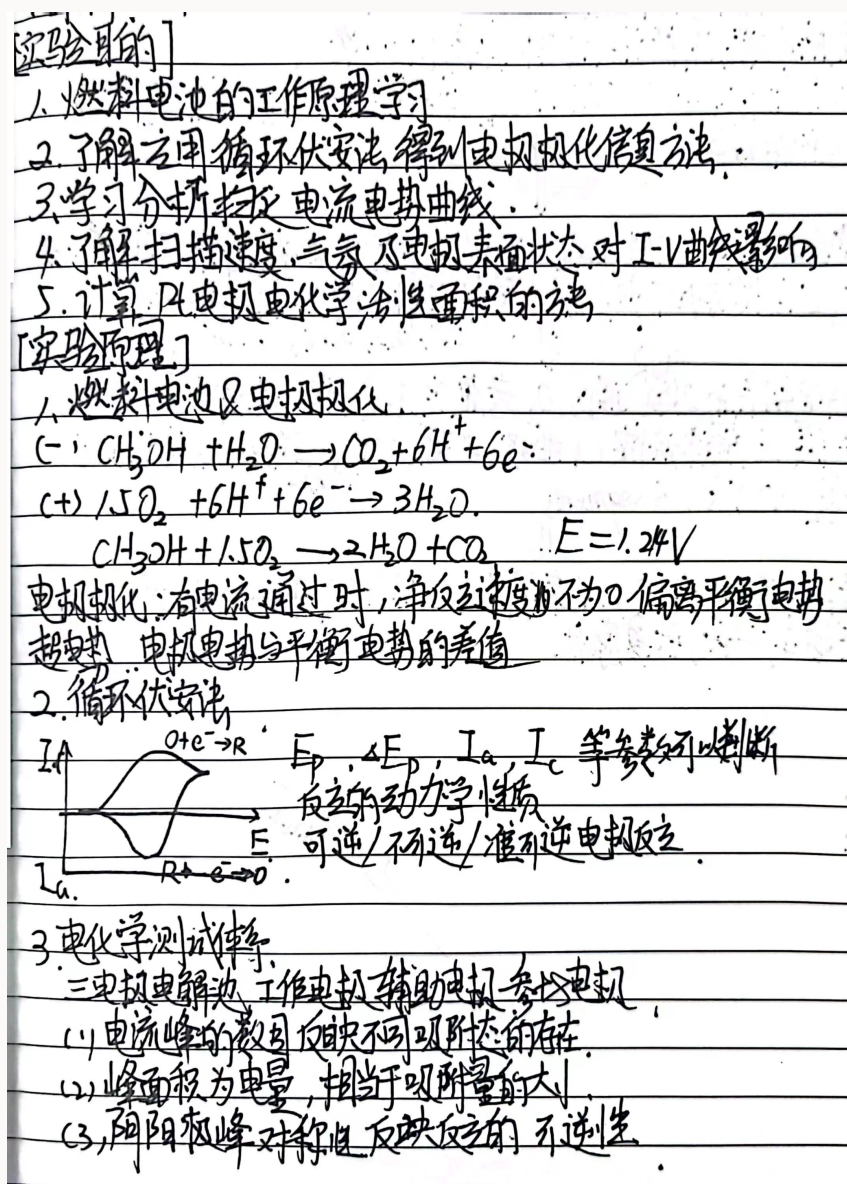 [实验目的]
1、燃料电池的工作原理学习
2.了解应用循环伏安法得到电极极化信息方法.
3.学习分析 电流电势曲线.
4.了解扫描速度、气氛及电极表面状态对I-V曲线影响
5.计算Pt电极电化学活性面积的方法
[实验原理]
1、燃料电池&电极极化.
(-) CH3OH +H2O → CO2+6H+ +6e-
(+) 1.5O2 +6H+ +6e- → 3H2O.
CH3OH+1.5O2 → 2H2O+CO2 E=1.24V
电极极化:有电流通过时,净反应速度 不为0 偏离平衡电势
超电势 电极电势与平衡电势的差值
2.循环伏安法
O+e-→R
Ep, ΔEp, Ia, Ic 等参数可以判断
反应的动力学性质
可逆/不可逆/准可逆电极反应.
E
Ia.
3.电化学测试体系
三电极电解池、工作电极 辅助电极 参比电极
(1)电流峰的数目反映不同吸附态的存在.
(2)峰面积为电量,相当于吸附量的大小.
(3)阴阳极峰对称性 反映反应的 可逆性